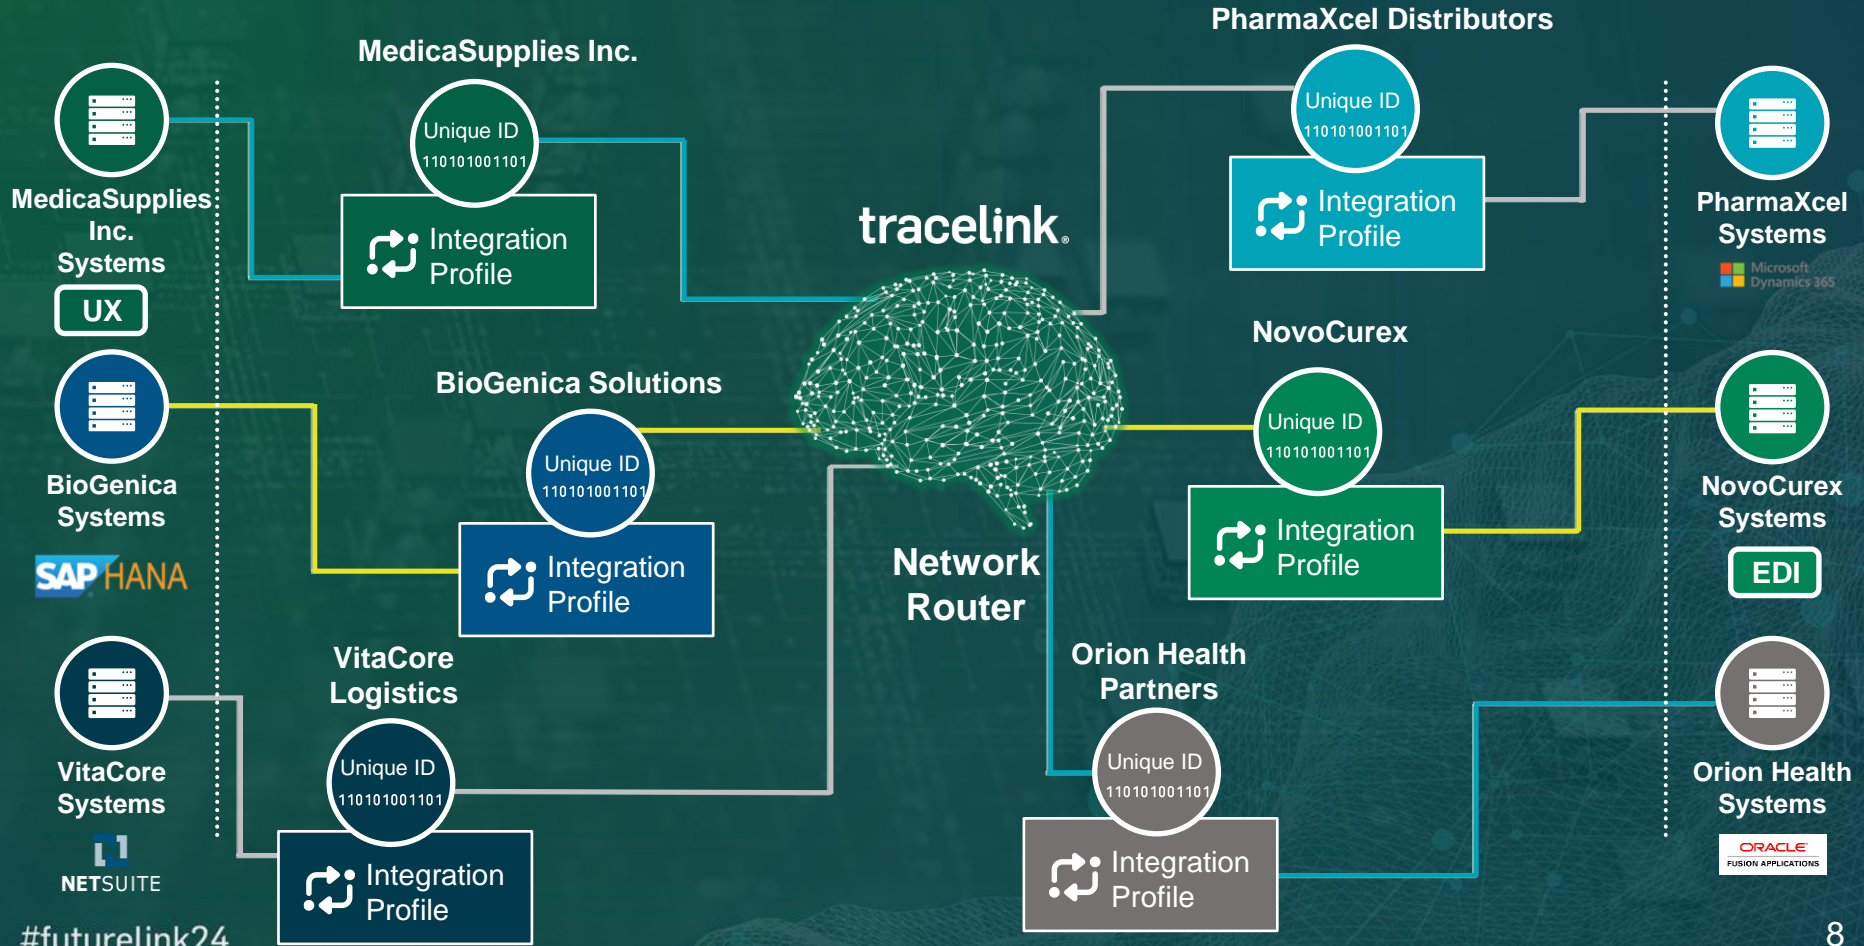 PharmaXcel Distributors
MedicaSupplies Inc.
Unique ID
110101001101
Integration
Profile
MedicaSupplies
Inc.
Systems
UX
Unique ID
110101001101
Integration
Profile
PharmaXcel
Systems
Microsoft
Dynamics 365
tracelink®
Network
Router
BioGenica Solutions
Unique ID
110101001101
Integration
Profile
BioGenica
Systems
SAP HANA
NovoCurex
Unique ID
110101001101
Integration
Profile
NovoCurex
Systems
EDI
VitaCore
Logistics
Unique ID
110101001101
Integration
Profile
VitaCore
Systems
NETSUITE
Orion Health
Partners
Unique ID
110101001101
Integration
Profile
Orion Health
Systems
ORACLE
FUSION APPLICATIONS
#futurelink24
8